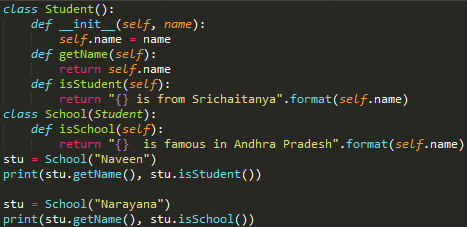 class Student():
    def __init__(self, name):
        self.name = name
    def getName(self):
        return self.name
    def isStudent(self):
        return "{} is from Srichaitanya".format(self.name)
class School(Student):
    def isSchool(self):
        return "{}  is famous in Andhra Pradesh".format(self.name)
stu = School("Naveen")
print(stu.getName(), stu.isStudent())

stu = School("Narayana")
print(stu.getName(), stu.isSchool())